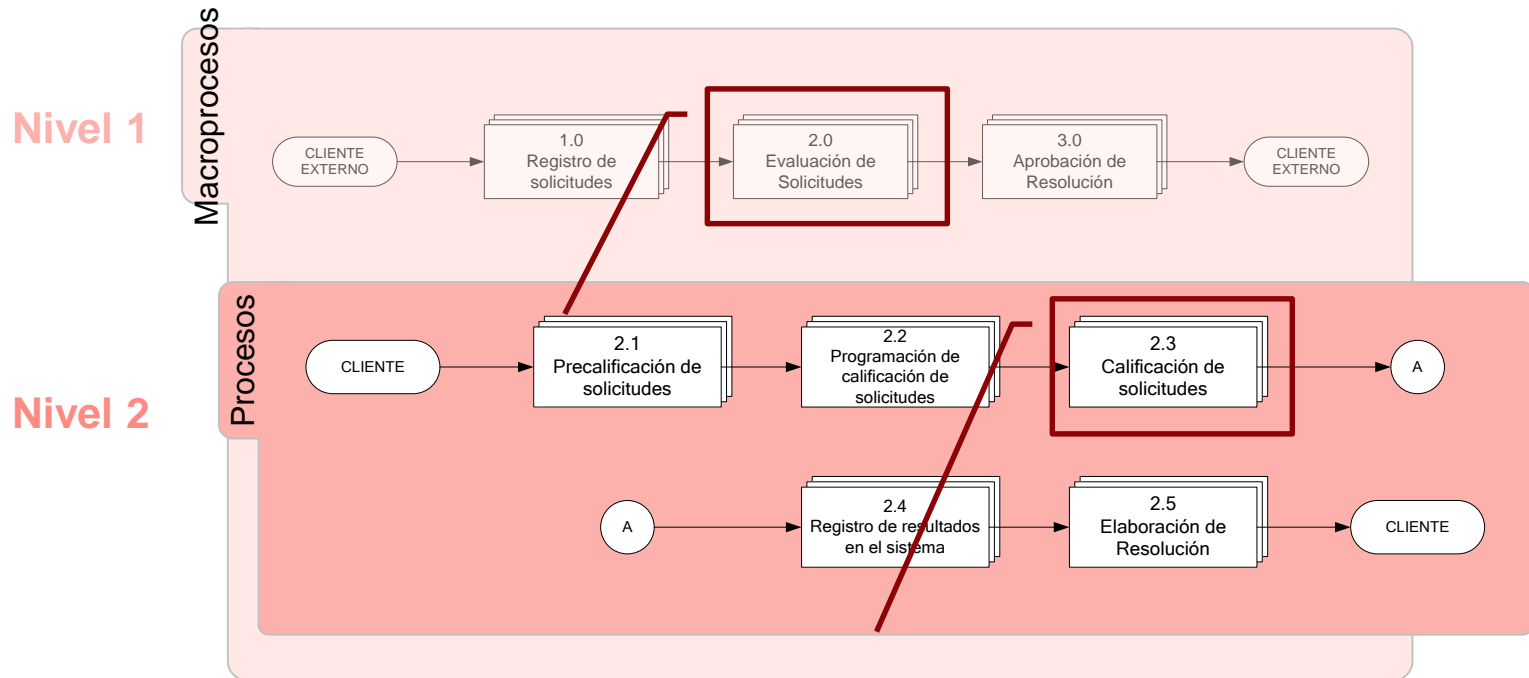 Macroprocesos
Nivel 1
CLIENTE
EXTERNO
1.0
Registro de
solicitudes
2.0
Evaluación de
Solicitudes
3.0
Aprobación de
Resolución
CLIENTE
EXTERNO
Procesos
Nivel 2
CLIENTE
2.1
Precalificación de
solicitudes
2.2
Programación de
calificación de
solicitudes
2.3
Calificación de
solicitudes
A
A
2.4
Registro de resultados
en el sistema
2.5
Elaboración de
Resolución
CLIENTE